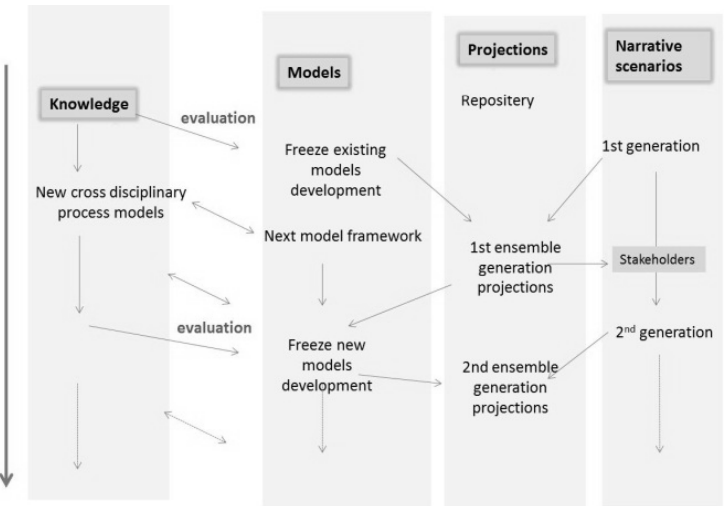 Knowledge
New cross disciplinary
process models
evaluation
evaluation
Models
Freeze existing
models
development
Next model framework
Freeze new
models
development
Projections
Repositery
1st ensemble
generation
projections
2nd ensemble
generation
projections
Narrative
scenarios
1st generation
Stakeholders
2nd generation